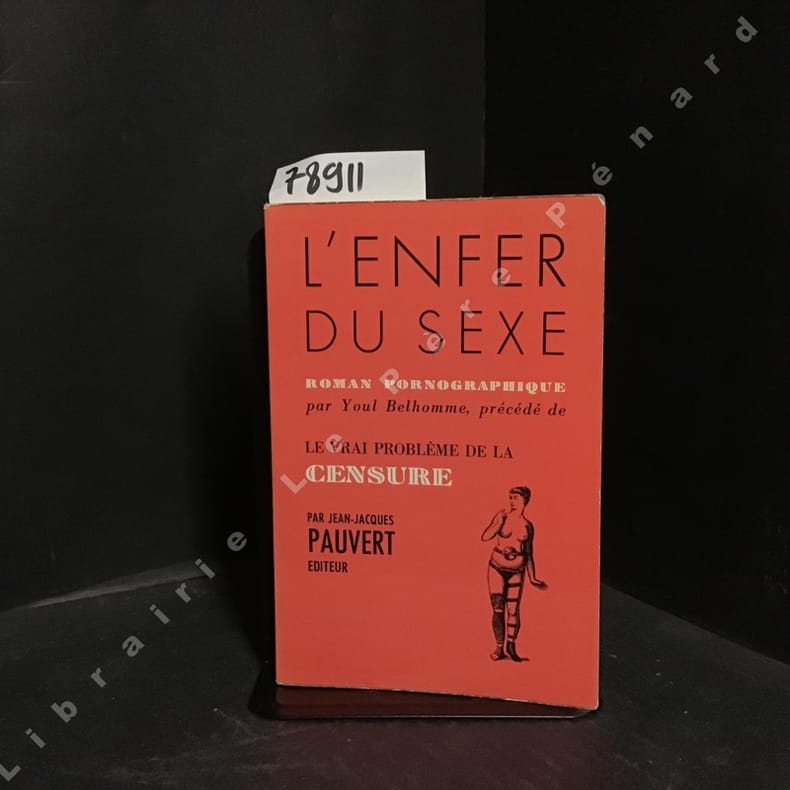 78911
L'ENFER
DU SEXE
ROMAN PORNOGRAPHIQUE
par Youl Belhomme, précédé de
LE VRAI PROBLÈME DE LA
CENSURE
PAR JEAN-JACQUES
PAUVERT
EDITEUR
Librairie Le Père Pénard